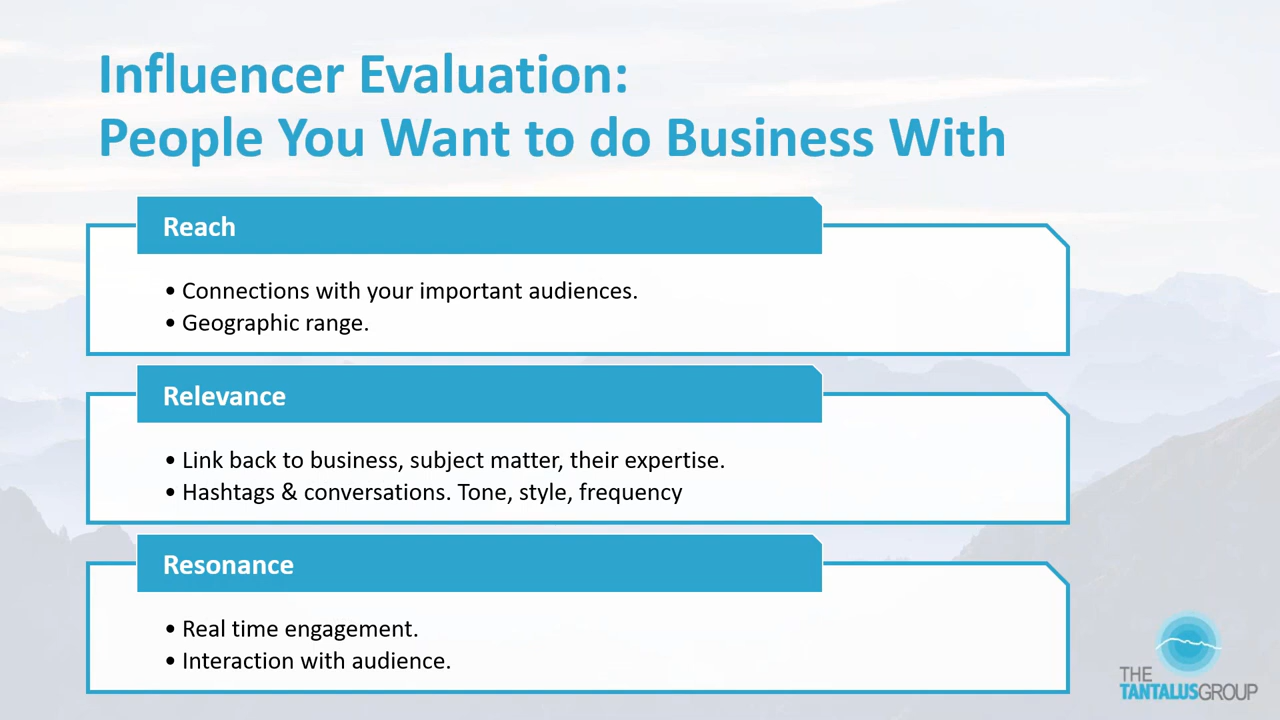 Influencer Evaluation:
People You Want to do Business With
Reach
• Connections with your important audiences.
• Geographic range.
Relevance
• Link back to business, subject matter, their expertise.
• Hashtags & conversations. Tone, style, frequency
Resonance
• Real time engagement.
• Interaction with audience.
THE
TANTALUSGROUP